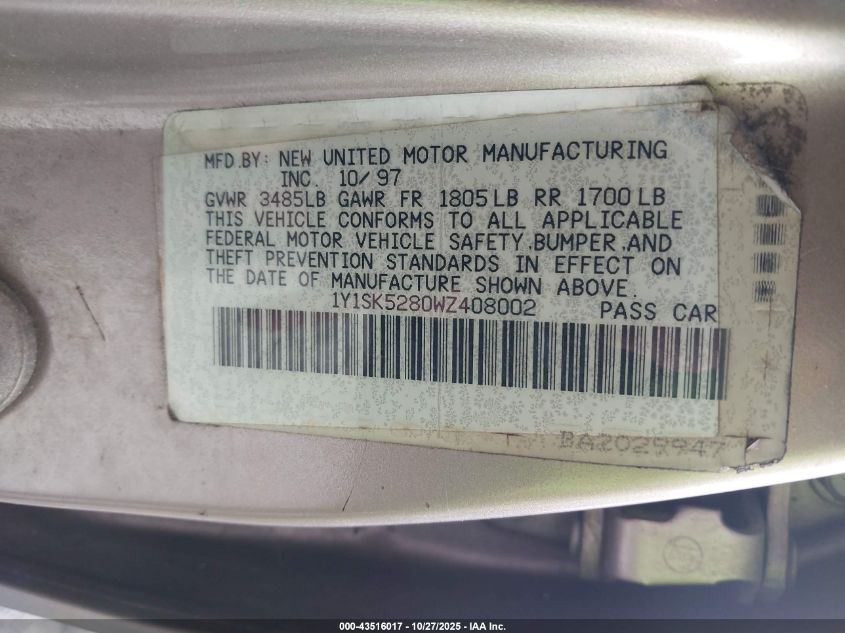 MFD.BY: NEW UNITED MOTOR MANUFACTURING
INC. 10/97
GVWR 3485LB GAWR FR 1805LB RR 1700LB
THIS VEHICLE CONFORMS TO ALL APPLICABLE
FEDERAL MOTOR VEHICLE SAFETY,BUMPER,AND
THEFT PREVENTION STANDARDS IN EFFECT ON
THE DATE OF MANUFACTURE SHOWN ABOVE.
1Y1SK5280WZ408002 PASS CAR
BA2029947
000-43516017 - 10/27/2025 - IAA Inc.